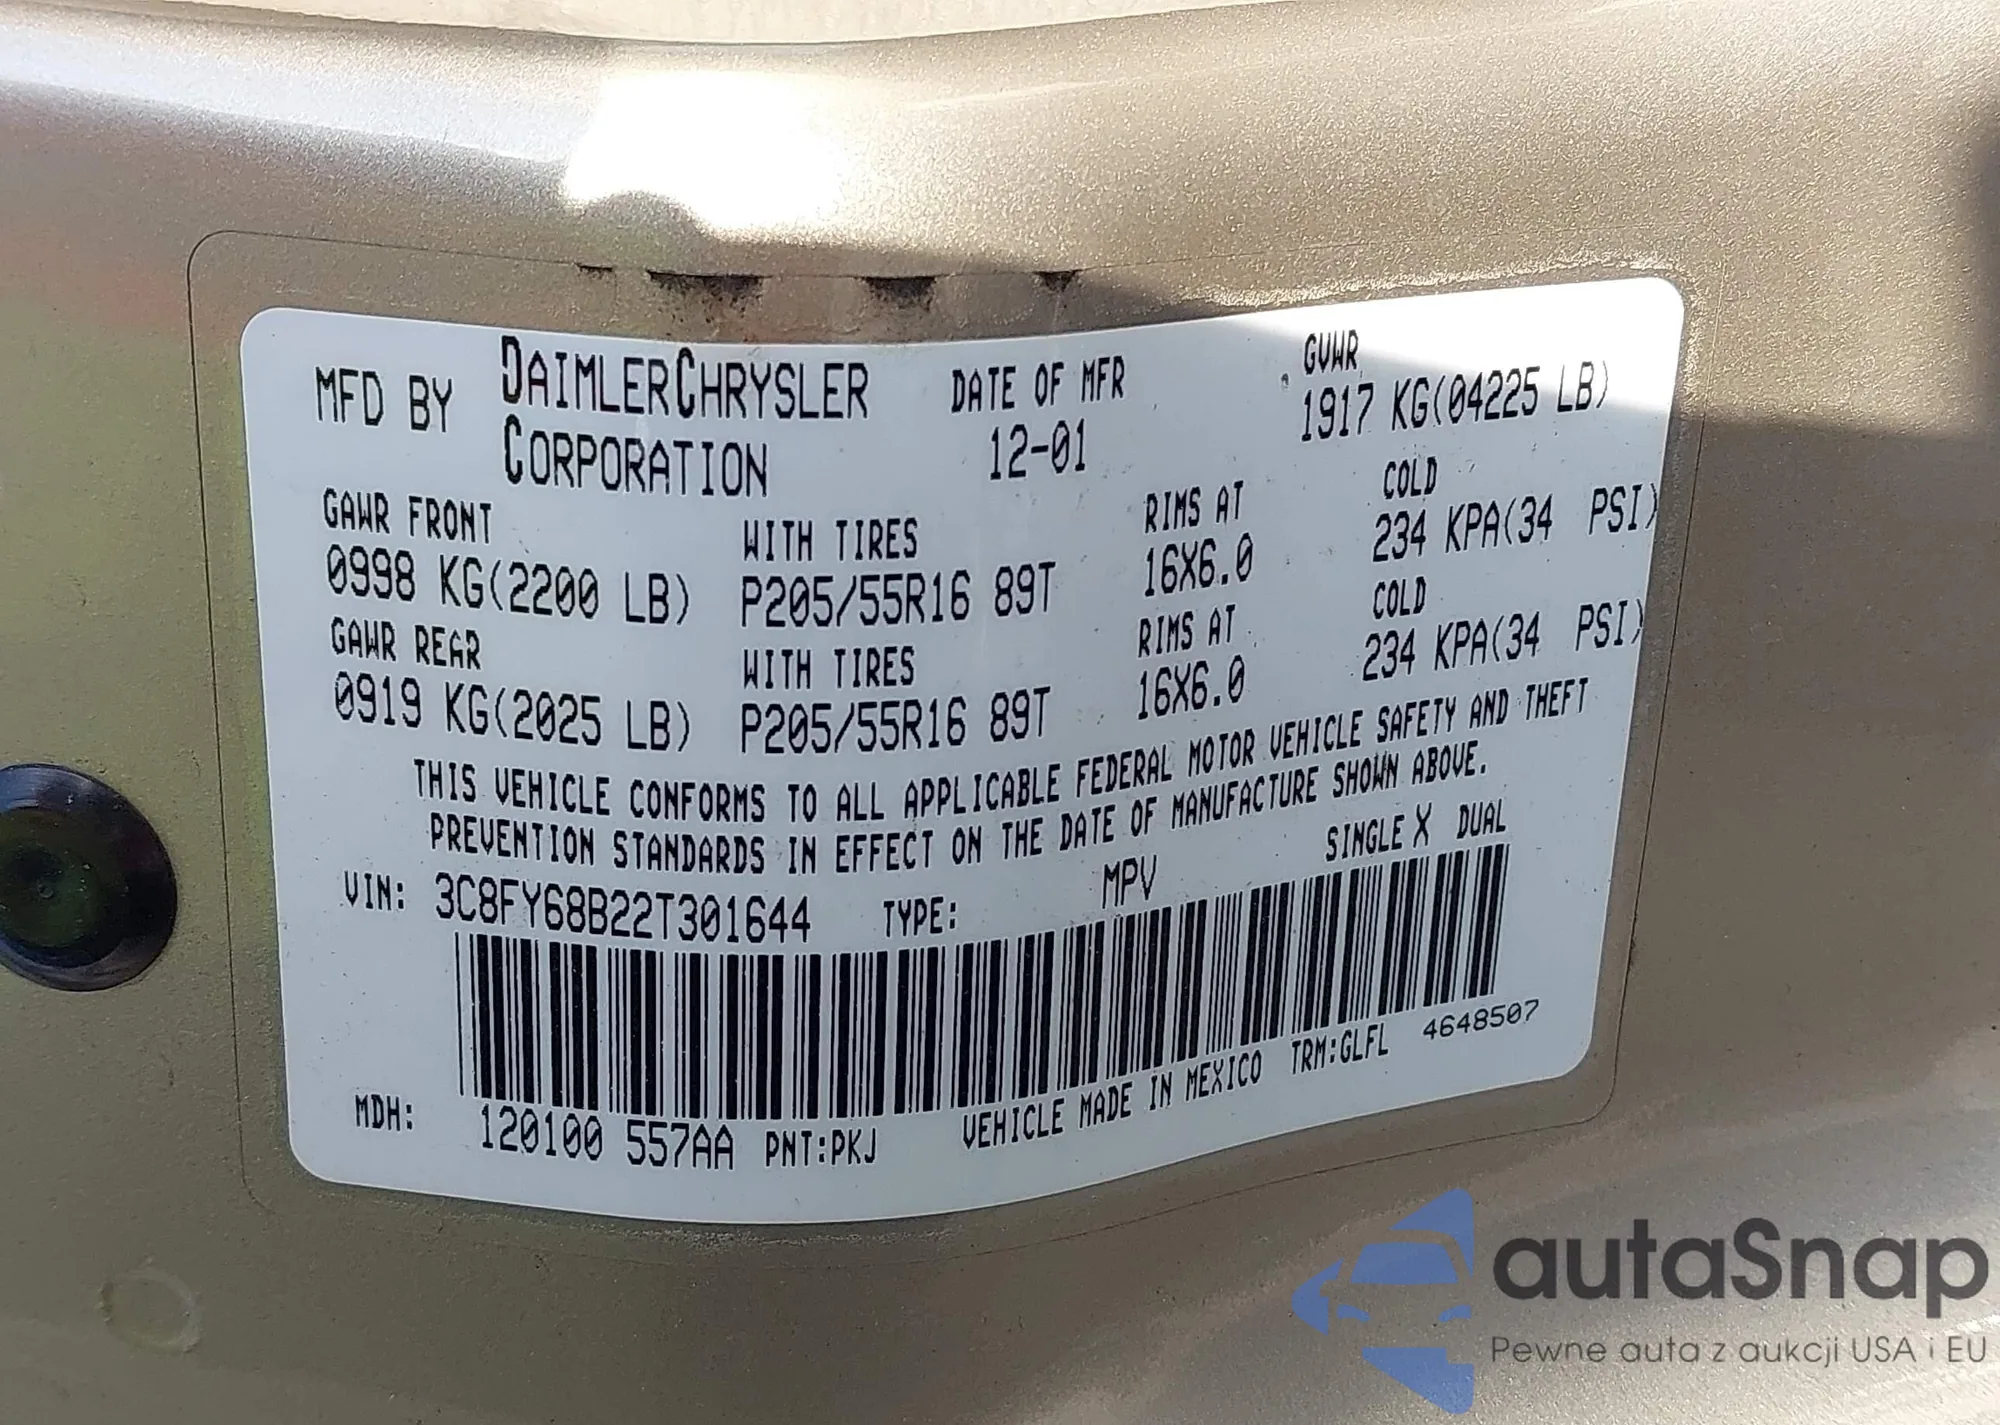 MFD BY DAIMLERCHRYSLER CORPORATION
DATE OF MFR
12-01
GVWR
1917 KG(04225 LB)
GAWR FRONT
0998 KG(2200 LB)
WITH TIRES
P205/55R16 89T
RIMS AT
16X6.0
COLD
234 KPA(34 PSI)
GAWR REAR
0919 KG(2025 LB)
WITH TIRES
P205/55R16 89T
RIMS AT
16X6.0
COLD
234 KPA(34 PSI)
THIS VEHICLE CONFORMS TO ALL APPLICABLE FEDERAL MOTOR VEHICLE SAFETY AND THEFT
PREVENTION STANDARDS IN EFFECT ON THE DATE OF MANUFACTURE SHOWN ABOVE.
VIN: 3C8FY68B22T301644 TYPE: MPV SINGLE X DUAL
MDH: 120100 557AA PNT:PKJ VEHICLE MADE IN MEXICO TRM:GLFL 4648507
autaSnap
Pewne auta z aukcji USA i EU